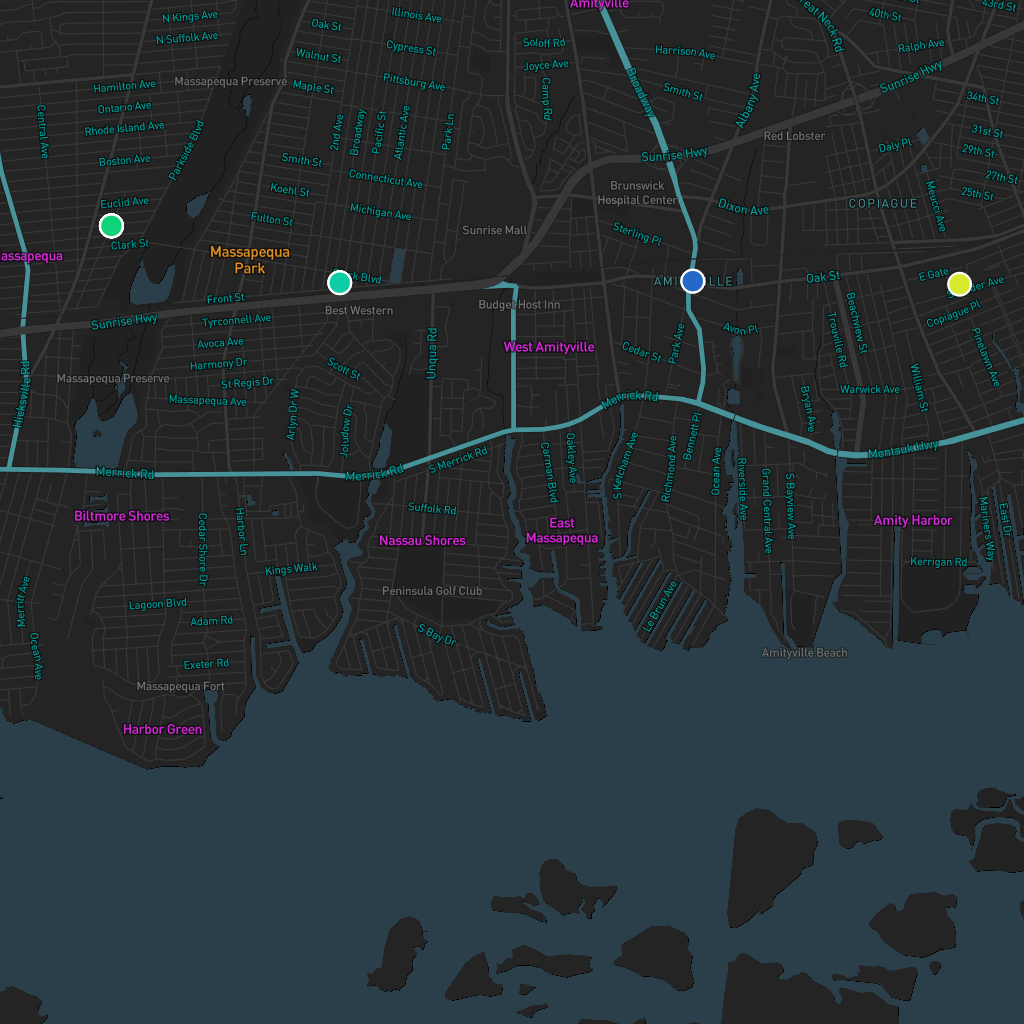 Amityville
43rd St
Great Neck Rd
40th St
N Kings Ave
Illinois Ave
Oak St
N Suffolk Ave
Cypress St
Soloff Rd
Harrison Ave
Ralph Ave
Walnut St
Joyce Ave
Sunrise Hwy
Massapequa Preserve
Maple St
Pittsburg Ave
Camp Rd
Broadway
Smith St
Albany Ave
34th St
Hamilton Ave
Ontario Ave
Central Ave
Rhode Island Ave
Parkside Blvd
2nd Ave
Broadway
Pacific St
Atlantic Ave
Park Ln
Red Lobster
31st St
Daly Pl
29th St
Boston Ave
Smith St
Sunrise Hwy
Connecticut Ave
27th St
Koehl St
Brunswick
Hospital Center
25th St
Meucci Ave
Euclid Ave
Michigan Ave
Dixon Ave
COPIAGUE
Fulton St
Sunrise Mall
Sterling Pl
Clark St
Massapequa
Park
Oak St
E Gate
Front St
Best Western
Budget Host Inn
Copiague Pl
Sunrise Hwy
Tyrconnell Ave
Avoca Ave
Unqua Rd
West Amityville
Cedar St
Park Ave
Avon Pl
Trouville Rd
Beachview St
Pinelawn Ave
Harmony Dr
Scott St
Massapequa Preserve
St Regis Dr
Massapequa Ave
Hicksville Rd
Arlyn Dr W
Jolundow Dr
Merrick Rd
Bennett Pl
Bryan Ave
Warwick Ave
William St
Merrick Rd
Merrick Rd
S Merrick Rd
Carman Blvd
Oakley Ave
S Ketcham Ave
Richmond Ave
Ocean Ave
Riverside Ave
Grand Central Ave
S Bayview Ave
Montauk Hwy
Biltmore Shores
Cedar Shore Dr
Harbor Ln
Suffolk Rd
Nassau Shores
East
Massapequa
Amity Harbor
Mariners Way
East Dr
Kerrigan Rd
Kings Walk
Merritt Ave
Lagoon Blvd
Peninsula Golf Club
Le Brun Ave
Adam Rd
Ocean Ave
Exeter Rd
S Bay Dr
Amityville Beach
Massapequa Fort
Harbor Green